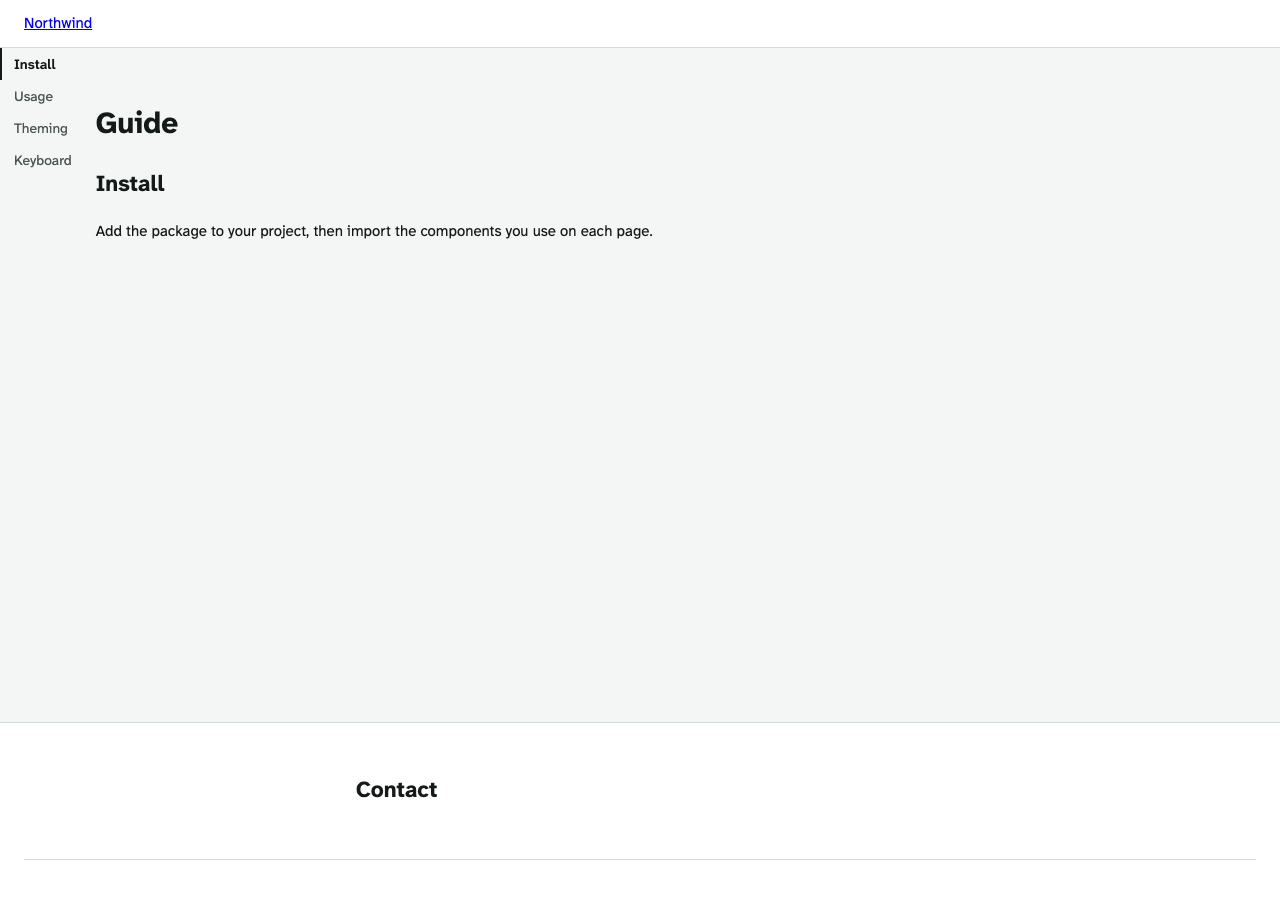 Northwind
Install
Usage
Theming
Keyboard
Guide
Install
Add the package to your project, then import the components you use on each page.
Contact